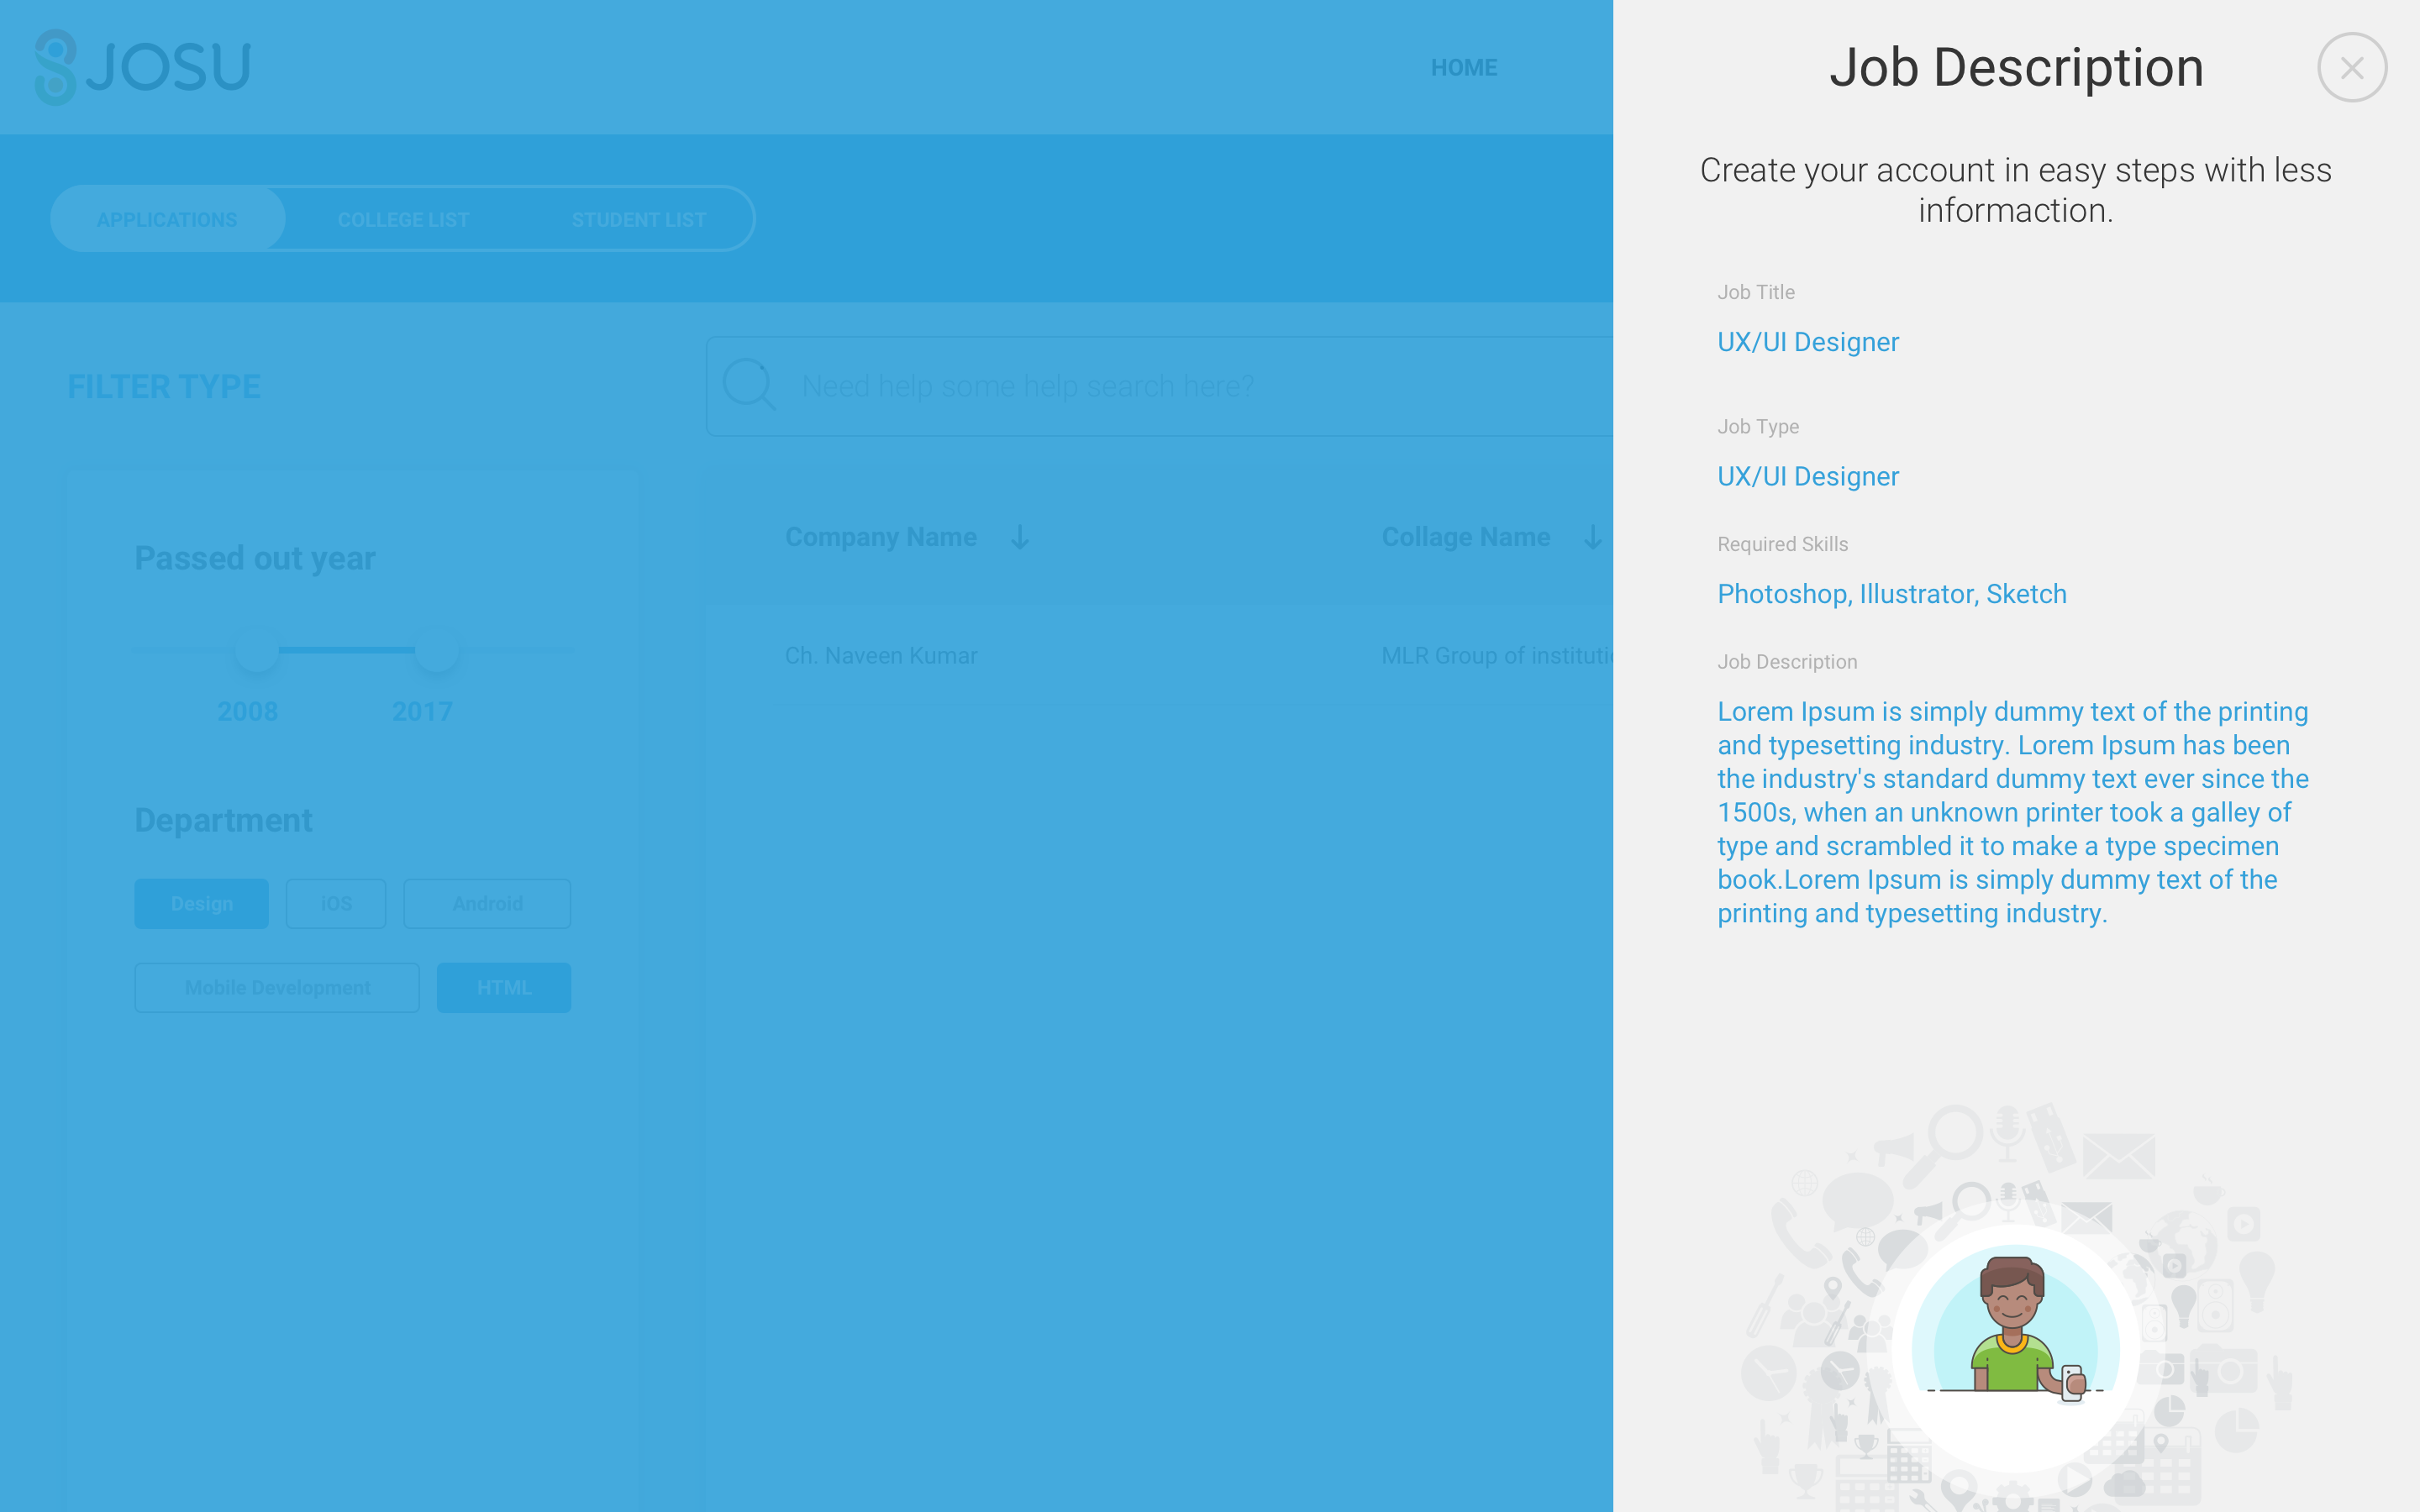 JOSU
HOME
APPLICATIONS
COLLEGE LIST
STUDENT LIST
FILTER TYPE
Need help some help search here?
Passed out year
2008
2017
Department
Design
iOS
Android
Mobile Development
HTML
Company Name
Collage Name
Ch. Naveen Kumar
MLR Group of instituti
Job Description
Create your account in easy steps with less
informaction.
Job Title
UX/UI Designer
Job Type
UX/UI Designer
Required Skills
Photoshop, Illustrator, Sketch
Job Description
Lorem Ipsum is simply dummy text of the printing
and typesetting industry. Lorem Ipsum has been
the industry's standard dummy text ever since the
1500s, when an unknown printer took a galley of
type and scrambled it to make a type specimen
book.Lorem Ipsum is simply dummy text of the
printing and typesetting industry.